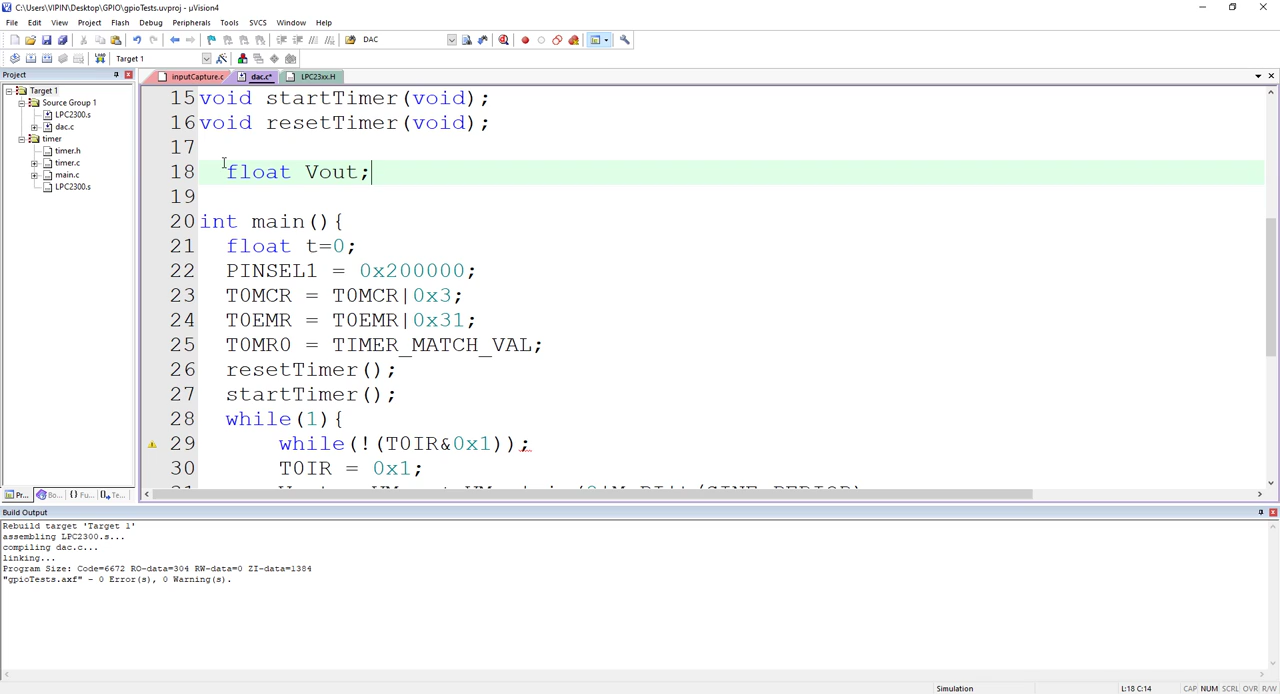 C:\Users\VIPIN\Desktop\GPIO\gpioTests.uvproj - µVision4
File Edit View Project Flash Debug Peripherals Tools SVCS Window Help
DAC
Target 1
Project
inputCapture.c dac.c* LPC23xx.H
Target 1
Source Group 1
LPC2300.s
dac.c
timer
timer.h
timer.c
main.c
LPC2300.s
15 void startTimer(void);
16 void resetTimer(void);
17
18 float Vout;
19
20 int main(){
21 float t=0;
22 PINSEL1 = 0x200000;
23 T0MCR = T0MCR|0x3;
24 T0EMR = T0EMR|0x31;
25 T0MR0 = TIMER_MATCH_VAL;
26 resetTimer();
27 startTimer();
28 while(1){
29 while(!(T0IR&0x1));
30 T0IR = 0x1;
Pr... Bo... {} Fu... Te...
Build Output
Rebuild target 'Target 1'
assembling LPC2300.s...
compiling dac.c...
linking...
Program Size: Code=6672 RO-data=304 RW-data=0 ZI-data=1384
"gpioTests.axf" - 0 Error(s), 0 Warning(s).
Simulation L:18 C:14 CAP NUM SCRL OVR R/W